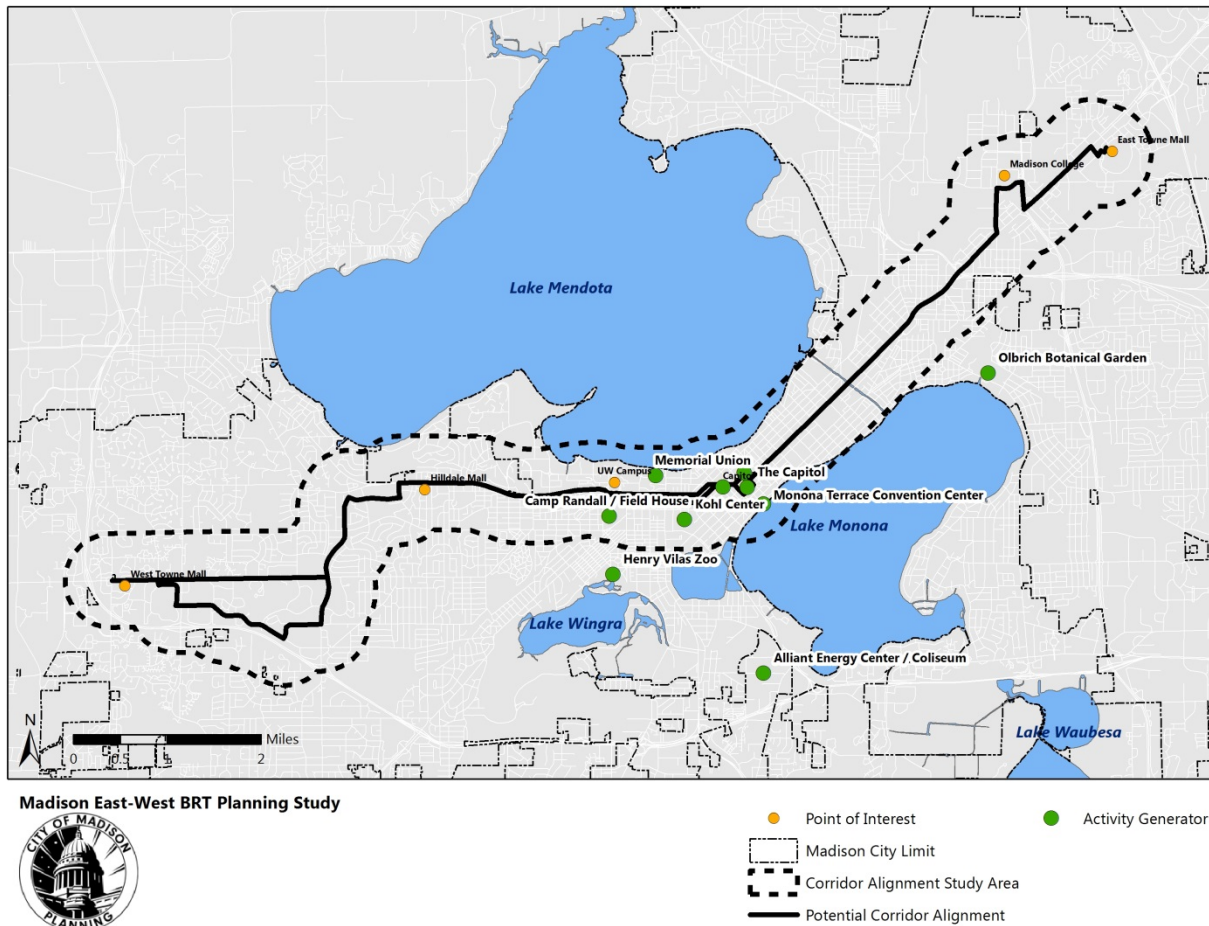 East Towne Mall
Madison College
Lake Mendota
Olbrich Botanical Garden
Memorial Union
UW Campus
The Capitol
Hilldale Mall
Camp Randall / Field House
Kohl Center
Monona Terrace Convention Center
Lake Monona
Henry Vilas Zoo
West Towne Mall
Lake Wingra
Alliant Energy Center / Coliseum
N
Lake Waubesa
Miles
0 0.5 1 2
Madison East-West BRT Planning Study
CITY OF MADISON
PLANNING
Point of Interest
Activity Generator
Madison City Limit
Corridor Alignment Study Area
Potential Corridor Alignment